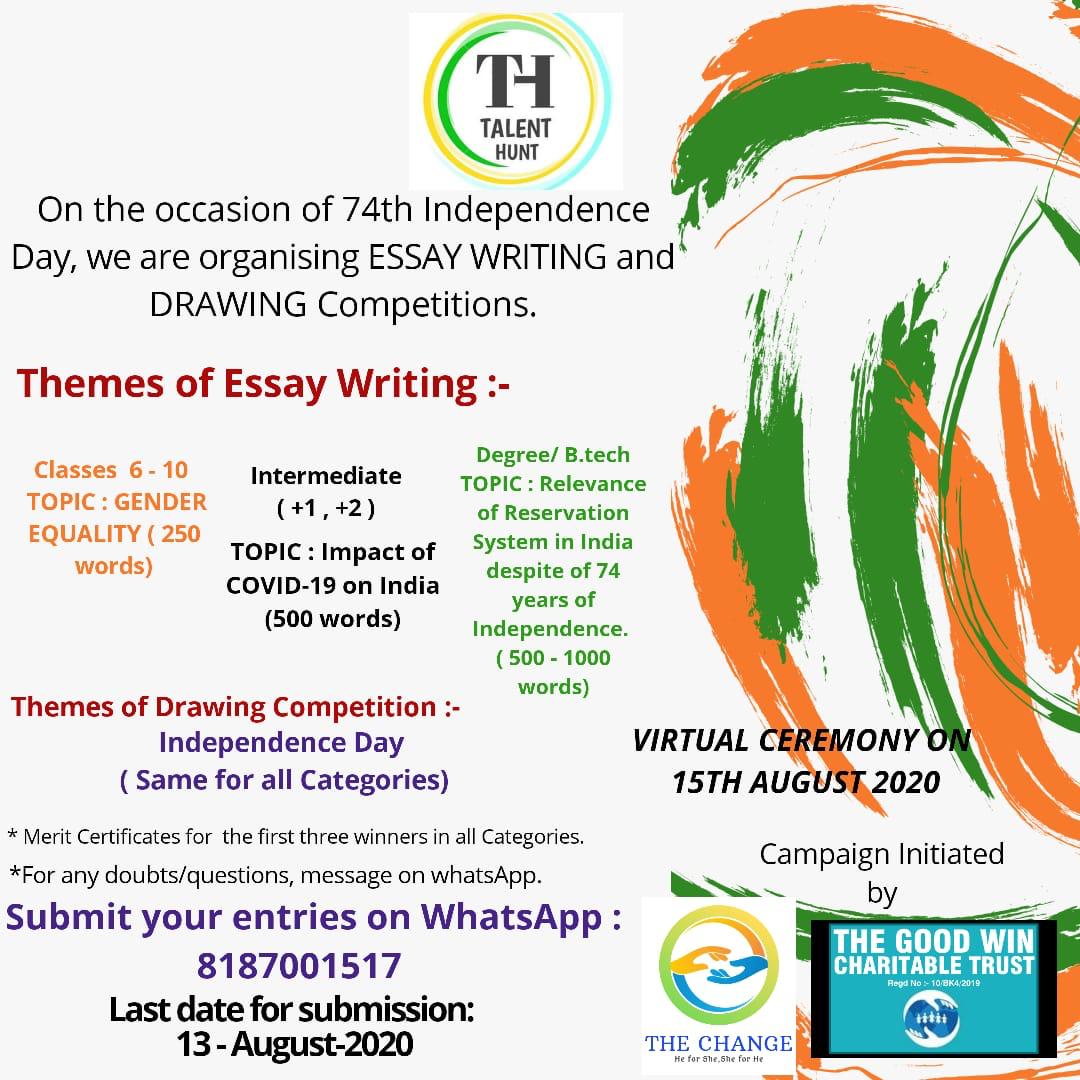 TH
TALENT
HUNT
On the occasion of 74th Independence
Day, we are organising ESSAY WRITING and
DRAWING Competitions.
Themes of Essay Writing :-
Classes 6 - 10
TOPIC : GENDER
EQUALITY ( 250
words)
Intermediate
( +1 , +2 )
TOPIC : Impact of
COVID-19 on India
(500 words)
Degree/ B.tech
TOPIC : Relevance
of Reservation
System in India
despite of 74
years of
Independence.
( 500 - 1000
words)
Themes of Drawing Competition :-
Independence Day
( Same for all Categories)
VIRTUAL CEREMONY ON
15TH AUGUST 2020
* Merit Certificates for the first three winners in all Categories.
*For any doubts/questions, message on whatsApp.
Submit your entries on WhatsApp :
8187001517
Last date for submission:
13 - August-2020
Campaign Initiated
by
THE CHANGE
He for She,She for He
THE GOOD WIN
CHARITABLE TRUST
Regd No :- 10/BK4/2019